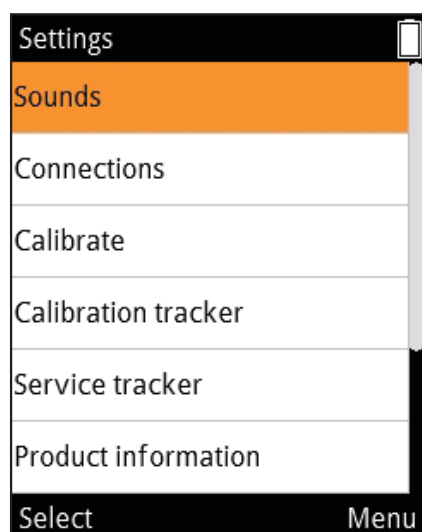 Settings
Sounds
Connections
Calibrate
Calibration tracker
Service tracker
Product information
Select Menu